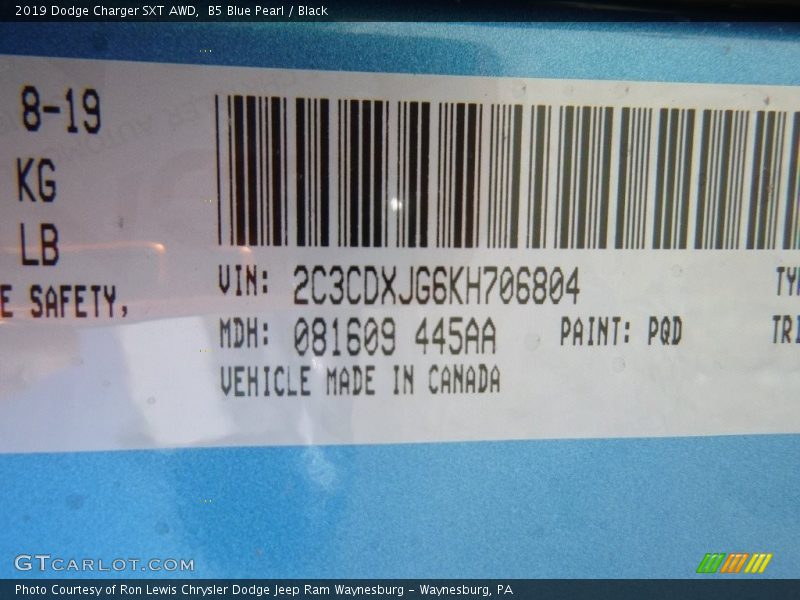 2019 Dodge Charger SXT AWD,  B5 Blue Pearl / Black
8-19
KG
LB
E SAFETY,
VIN: 2C3CDXJG6KH706804
MDH: 081609 445AA
PAINT: PQD
VEHICLE MADE IN CANADA
TY
TRI
GTCARLOT.COM
Photo Courtesy of Ron Lewis Chrysler Dodge Jeep Ram Waynesburg - Waynesburg, PA